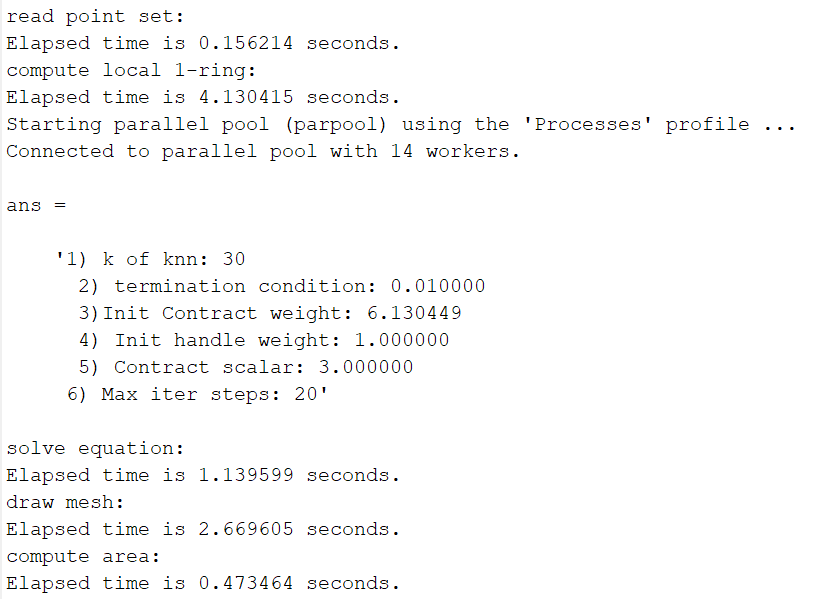 read point set:
Elapsed time is 0.156214 seconds.
compute local 1-ring:
Elapsed time is 4.130415 seconds.
Starting parallel pool (parpool) using the 'Processes' profile ...
Connected to parallel pool with 14 workers.
ans =
'1) k of knn: 30
2) termination condition: 0.010000
3)Init Contract weight: 6.130449
4) Init handle weight: 1.000000
5) Contract scalar: 3.000000
6) Max iter steps: 20'
solve equation:
Elapsed time is 1.139599 seconds.
draw mesh:
Elapsed time is 2.669605 seconds.
compute area:
Elapsed time is 0.473464 seconds.